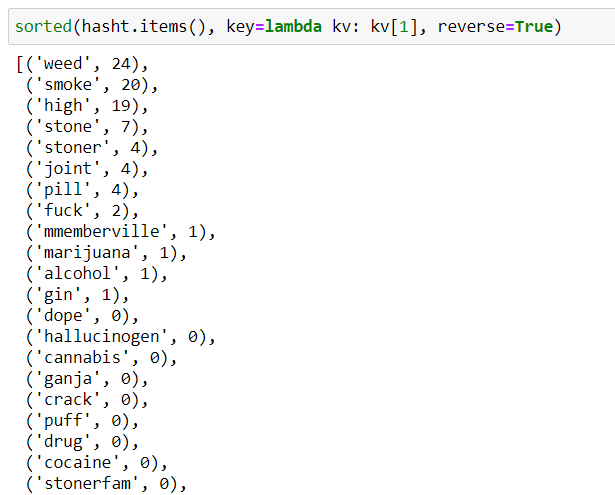 sorted(hasht.items(), key=lambda kv: kv[1], reverse=True)
[('weed', 24),
('smoke', 20),
('high', 19),
('stone', 7),
('stoner', 4),
('joint', 4),
('pill', 4),
('fuck', 2),
('mmemberville', 1),
('marijuana', 1),
('alcohol', 1),
('gin', 1),
('dope', 0),
('hallucinogen', 0),
('cannabis', 0),
('ganja', 0),
('crack', 0),
('puff', 0),
('drug', 0),
('cocaine', 0),
('stonerfam', 0),